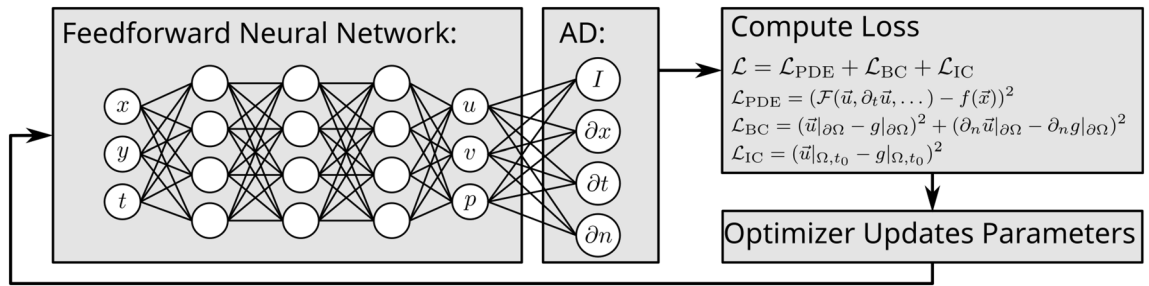 Feedforward Neural Network:
x
y
t
u
v
p
AD:
I
∂x
∂t
∂n
Compute Loss
ℒ = ℒ_PDE + ℒ_BC + ℒ_IC
ℒ_PDE = (ℱ(u⃗, ∂_t u⃗, ...) − f(x⃗))²
ℒ_BC = (u⃗|_∂Ω − g|_∂Ω)² + (∂_n u⃗|_∂Ω − ∂_n g|_∂Ω)²
ℒ_IC = (u⃗|_Ω,t₀ − g|_Ω,t₀)²
Optimizer Updates Parameters